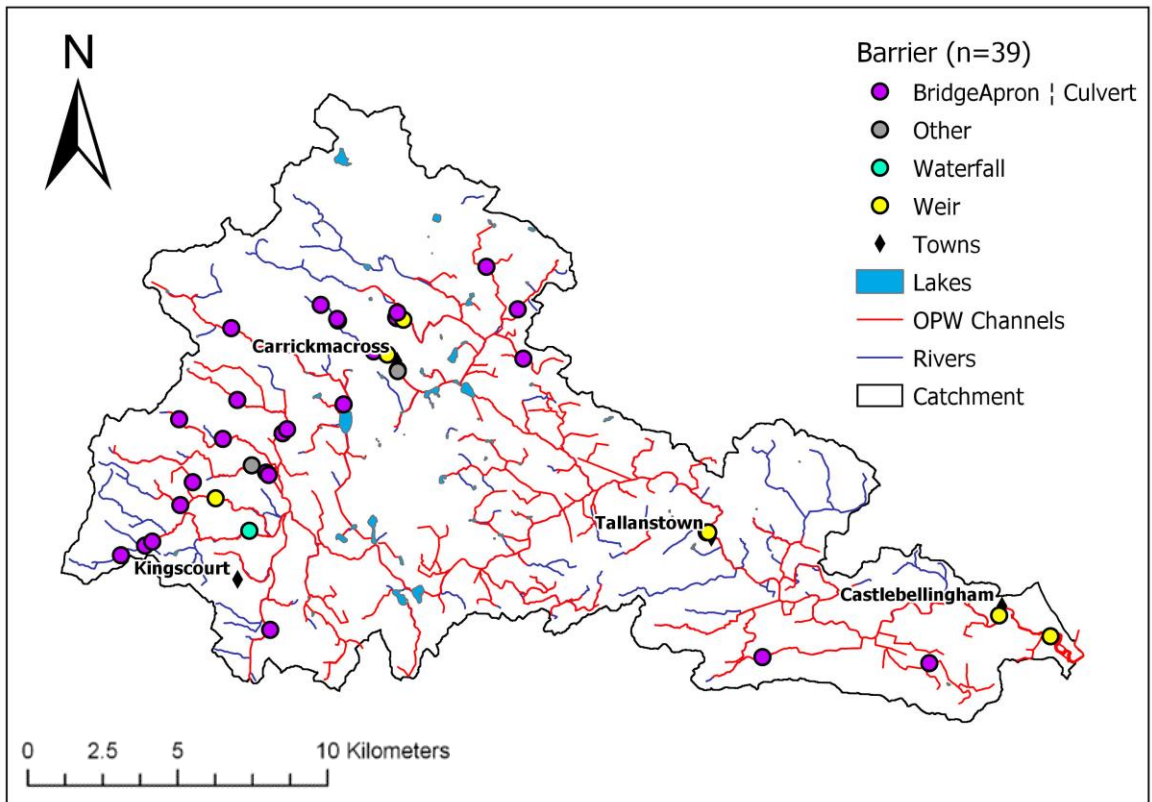 N
Barrier (n=39)
BridgeApron ¦ Culvert
Other
Waterfall
Weir
Towns
Lakes
OPW Channels
Rivers
Catchment
Carrickmacross
Tallanstown
Kingscourt
Castlebellingham
0 2.5 5 10 Kilometers